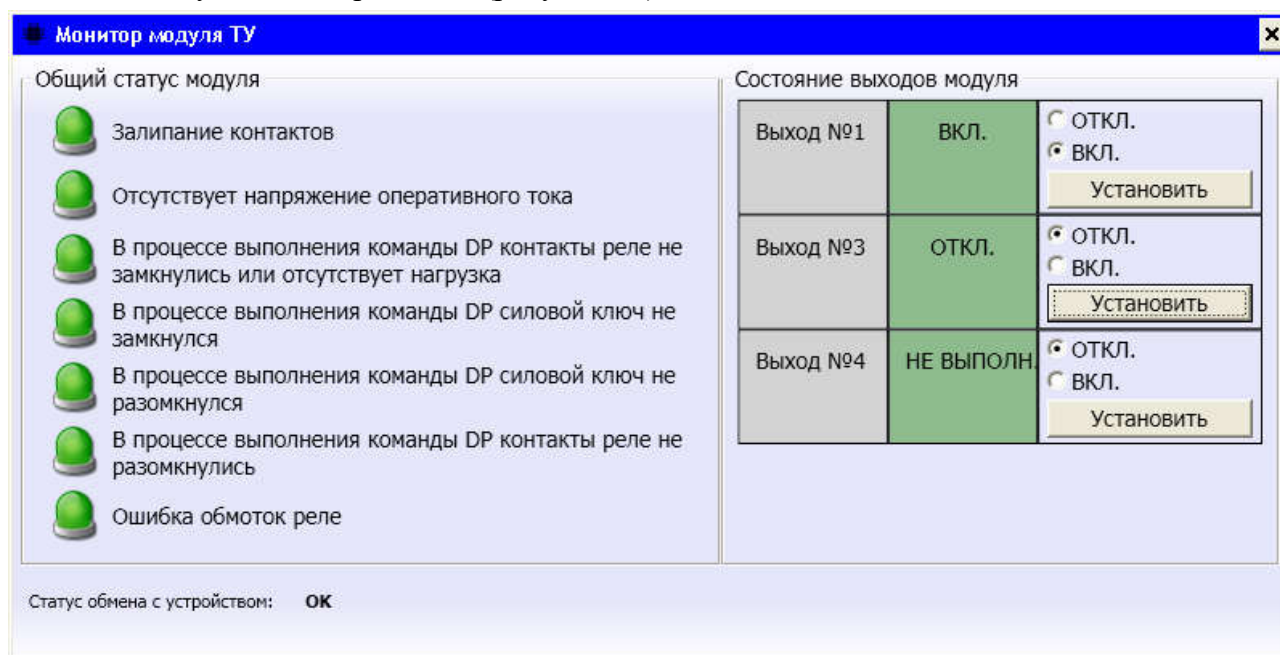 Монитор модуля ТУ
Общий статус модуля
Залипание контактов
Отсутствует напряжение оперативного тока
В процессе выполнения команды DP контакты реле не
замкнулись или отсутствует нагрузка
В процессе выполнения команды DP силовой ключ не
замкнулся
В процессе выполнения команды DP силовой ключ не
разомкнулся
В процессе выполнения команды DP контакты реле не
разомкнулись
Ошибка обмоток реле
Состояние выходов модуля
Выход №1
ВКЛ.
ОТКЛ.
ВКЛ.
Установить
Выход №3
ОТКЛ.
ОТКЛ.
ВКЛ.
Установить
Выход №4
НЕ ВЫПОЛН.
ОТКЛ.
ВКЛ.
Установить
Статус обмена с устройством: ОК